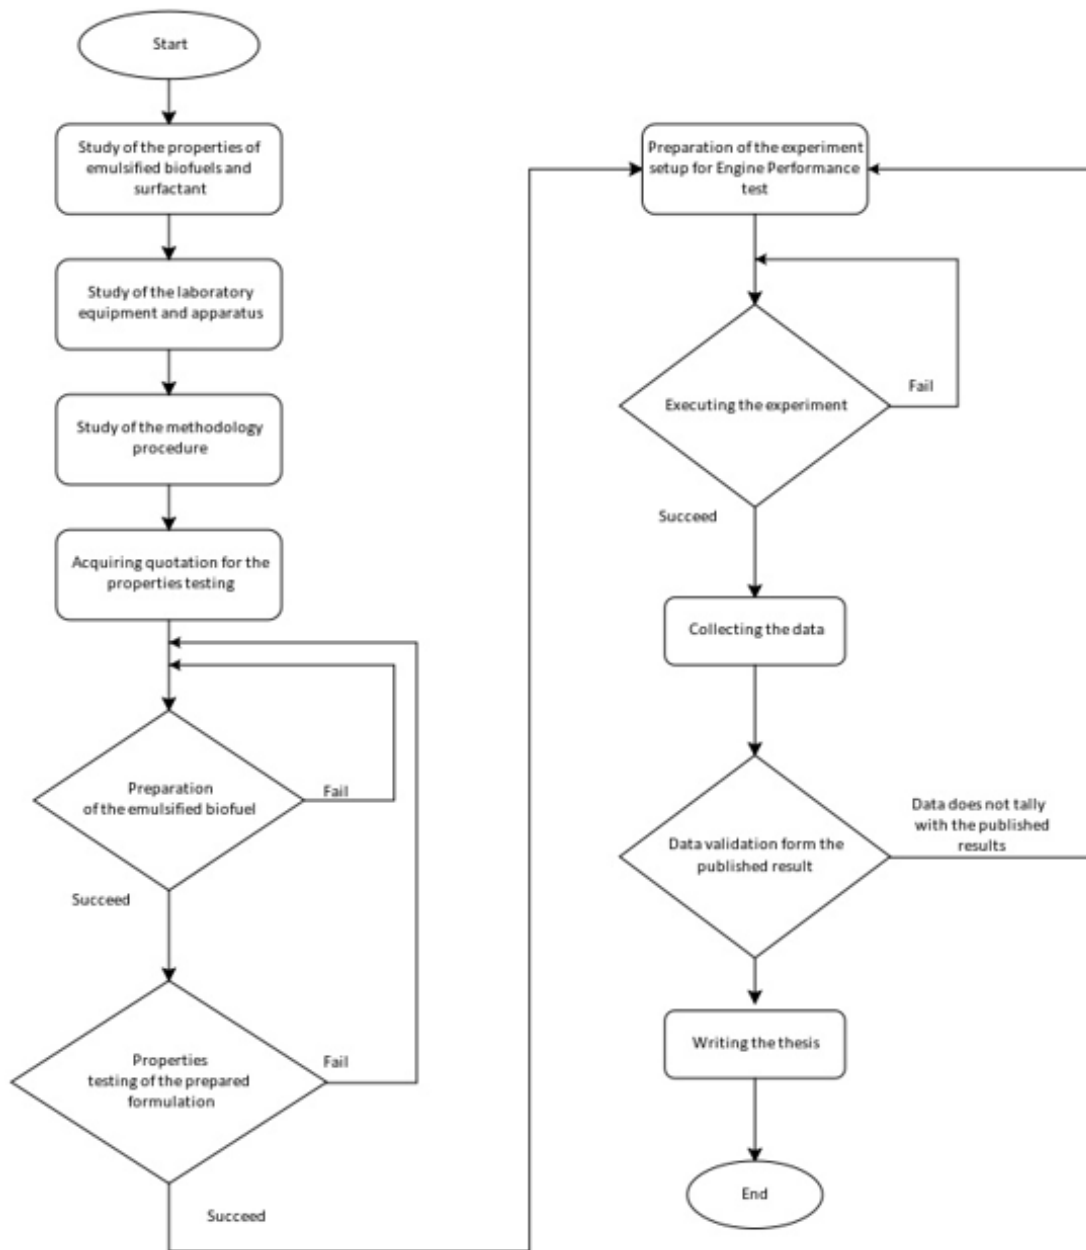 Start
Study of the properties of
emulsified biofuels and
surfactant
Study of the laboratory
equipment and apparatus
Study of the methodology
procedure
Acquiring quotation for the
properties testing
Preparation
of the emulsified biofuel
Fail
Succeed
Properties
testing of the prepared
formulation
Fail
Succeed
Preparation of the experiment
setup for Engine Performance
test
Executing the experiment
Fail
Succeed
Collecting the data
Data validation form the
published result
Data does not tally
with the published
results
Writing the thesis
End